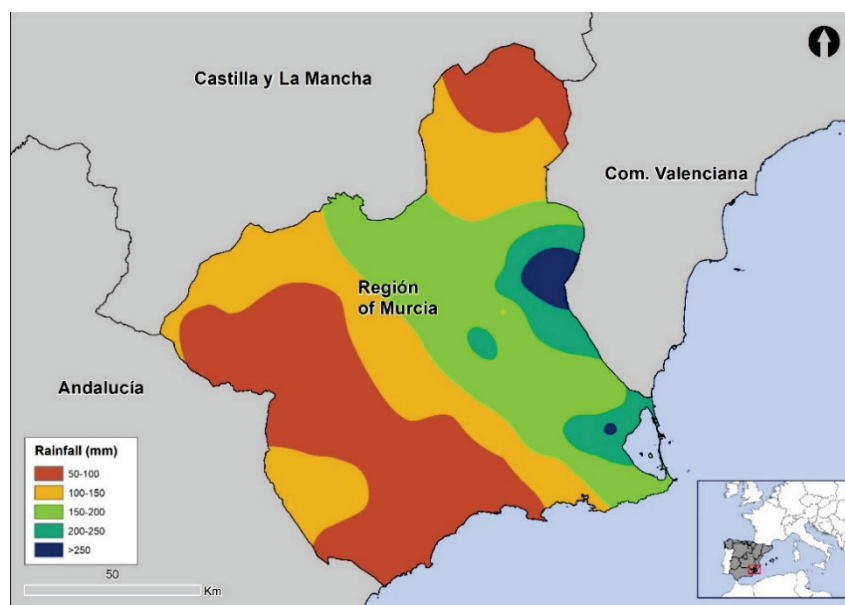 Castilla y La Mancha
Com. Valenciana
Región
of Murcia
Andalucía
Rainfall (mm)
50-100
100-150
150-200
200-250
>250
50
Km